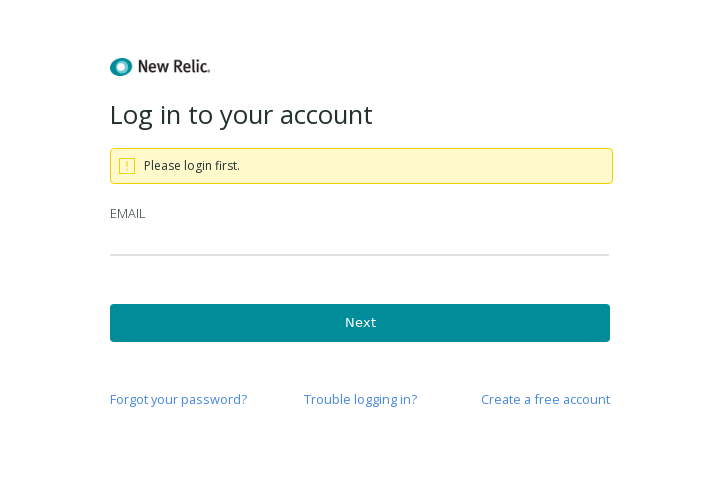 New Relic.
Log in to your account
Please login first.
EMAIL
Next
Forgot your password?
Trouble logging in?
Create a free account